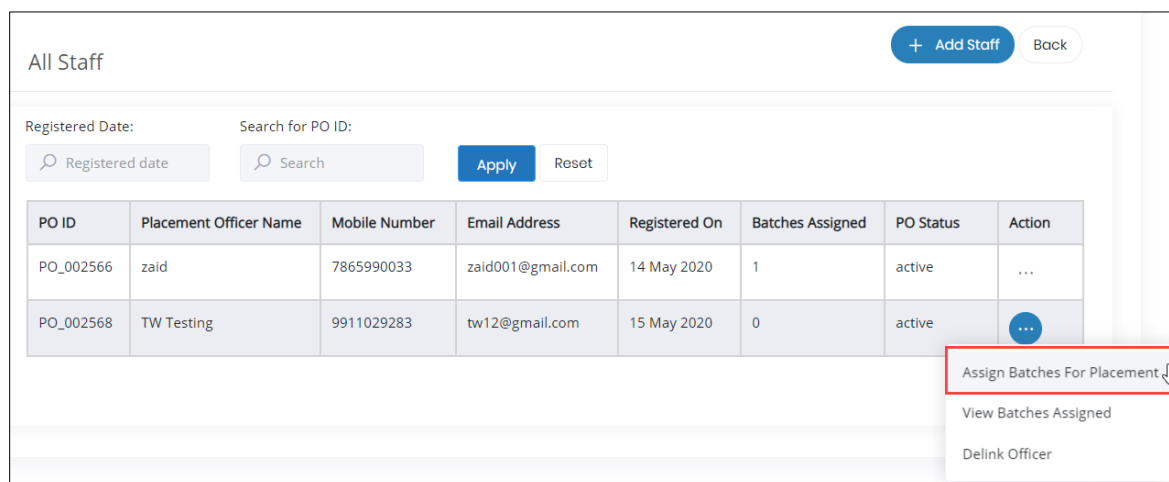 All Staff
+ Add Staff Back
Registered Date: Search for PO ID:
Registered date Search Apply Reset
PO ID Placement Officer Name Mobile Number Email Address Registered On Batches Assigned PO Status Action
PO_002566 zaid 7865990033 zaid001@gmail.com 14 May 2020 1 active ...
PO_002568 TW Testing 9911029283 tw12@gmail.com 15 May 2020 0 active ...
Assign Batches For Placement
View Batches Assigned
Delink Officer